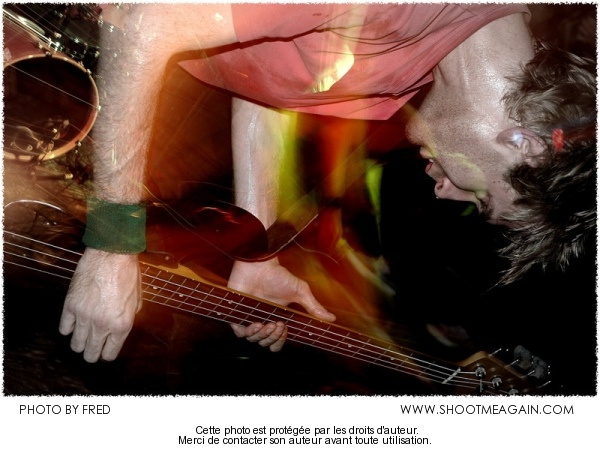 PHOTO BY FRED
WWW.SHOOTMEAGAIN.COM
Cette photo est protégée par les droits d'auteur.
Merci de contacter son auteur avant toute utilisation.